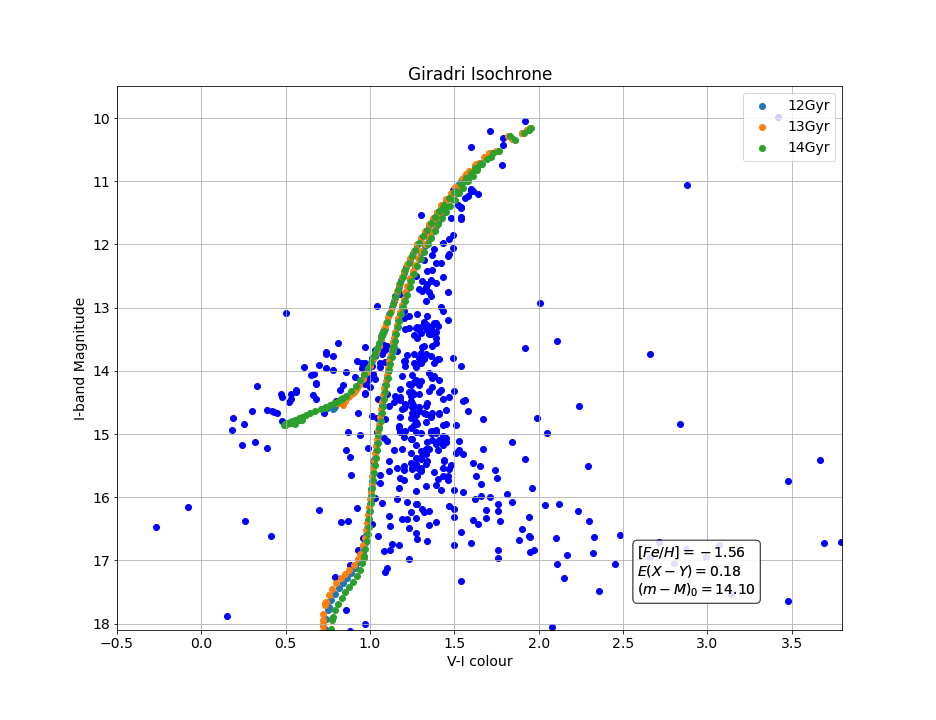 Giradri Isochrone
I-band Magnitude
10
11
12
13
14
15
16
17
18
−0.5
0.0
0.5
1.0
1.5
2.0
2.5
3.0
3.5
V-I colour
12Gyr
13Gyr
14Gyr
[Fe/H] = −1.56
E(X − Y) = 0.18
(m − M)₀ = 14.10